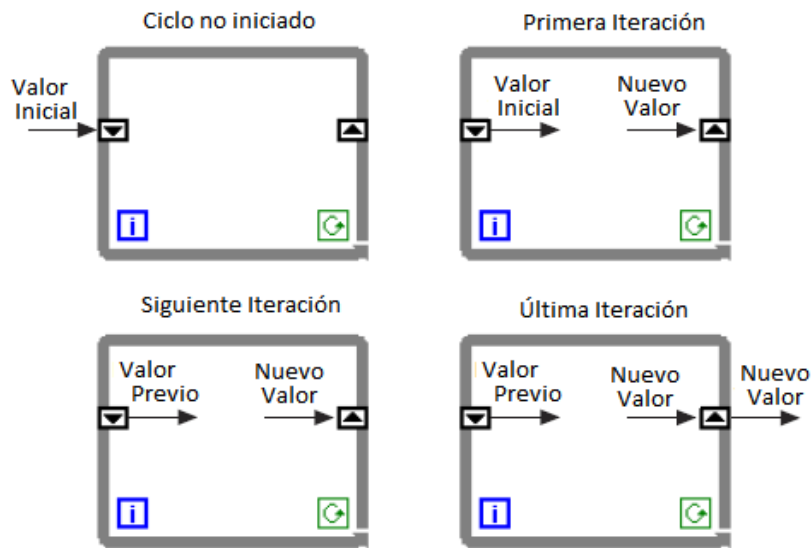 Ciclo no iniciado
Valor
Inicial
i
Primera Iteración
Valor
Inicial
Nuevo
Valor
i
Siguiente Iteración
Valor
Previo
Nuevo
Valor
i
Última Iteración
Valor
Previo
Nuevo
Valor
Nuevo
Valor
i